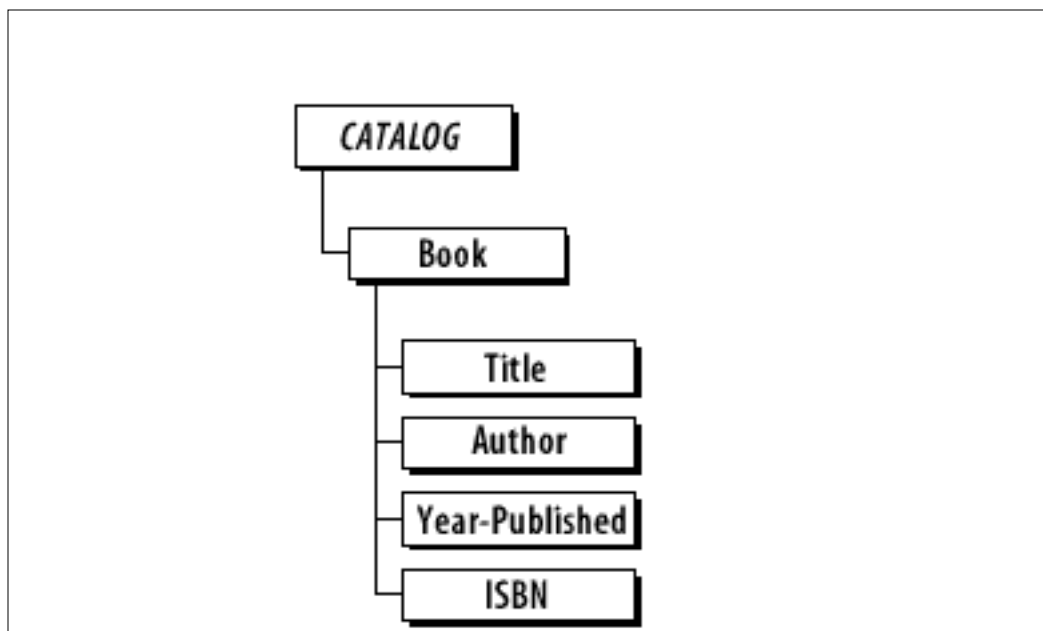 CATALOG
Book
Title
Author
Year-Published
ISBN